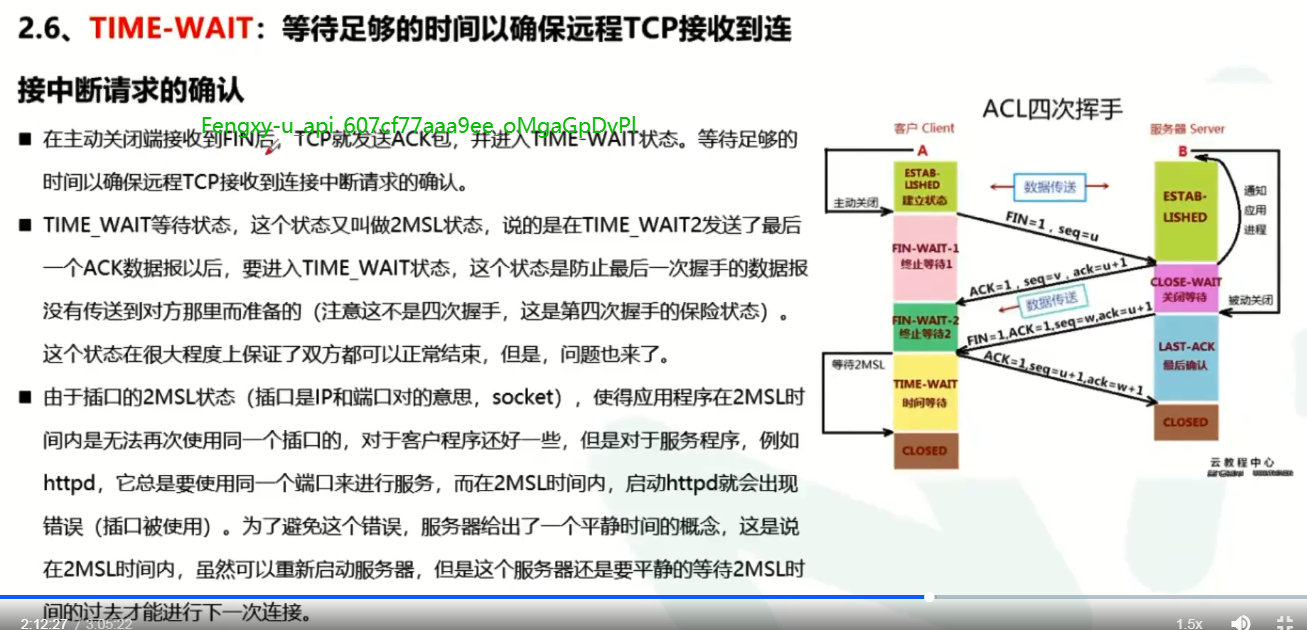 2.6、TIME-WAIT：等待足够的时间以确保远程TCP接收到连
接中断请求的确认
Fengxy-u_api_607cf77aaa9ee_oMgaGpDvPl
■ 在主动关闭端接收到FIN后，TCP就发送ACK包，并进入TIME-WAIT状态。等待足够的
时间以确保远程TCP接收到连接中断请求的确认。
■ TIME_WAIT等待状态，这个状态又叫做2MSL状态，说的是在TIME_WAIT2发送了最后
一个ACK数据报以后，要进入TIME_WAIT状态，这个状态是防止最后一次握手的数据报
没有传送到对方那里而准备的（注意这不是四次握手，这是第四次握手的保险状态）。
这个状态在很大程度上保证了双方都可以正常结束，但是，问题也来了。
■ 由于插口的2MSL状态（插口是IP和端口对的意思，socket），使得应用程序在2MSL时
间内是无法再次使用同一个插口的，对于客户程序还好一些，但是对于服务程序，例如
httpd，它总是要使用同一个端口来进行服务，而在2MSL时间内，启动httpd就会出现
错误（插口被使用）。为了避免这个错误，服务器给出了一个平静时间的概念，这是说
在2MSL时间内，虽然可以重新启动服务器，但是这个服务器还是要平静的等待2MSL时
间的过去才能进行下一次连接。
ACL四次挥手
客户 Client
服务器 Server
A
B
ESTAB-
LISHED
建立状态
数据传送
ESTAB-
LISHED
通知
应用
进程
主动关闭
FIN=1，seq=u
FIN-WAIT-1
终止等待1
ACK=1，seq=v，ack=u+1
CLOSE-WAIT
关闭等待
数据传送
被动关闭
FIN-WAIT-2
终止等待2
FIN=1,ACK=1,seq=w,ack=u+1
LAST-ACK
最后确认
等待2MSL
ACK=1,seq=u+1,ack=w+1
TIME-WAIT
时间等待
CLOSED
CLOSED
云教程中心
2:12:27 / 3:05:22
1.5x